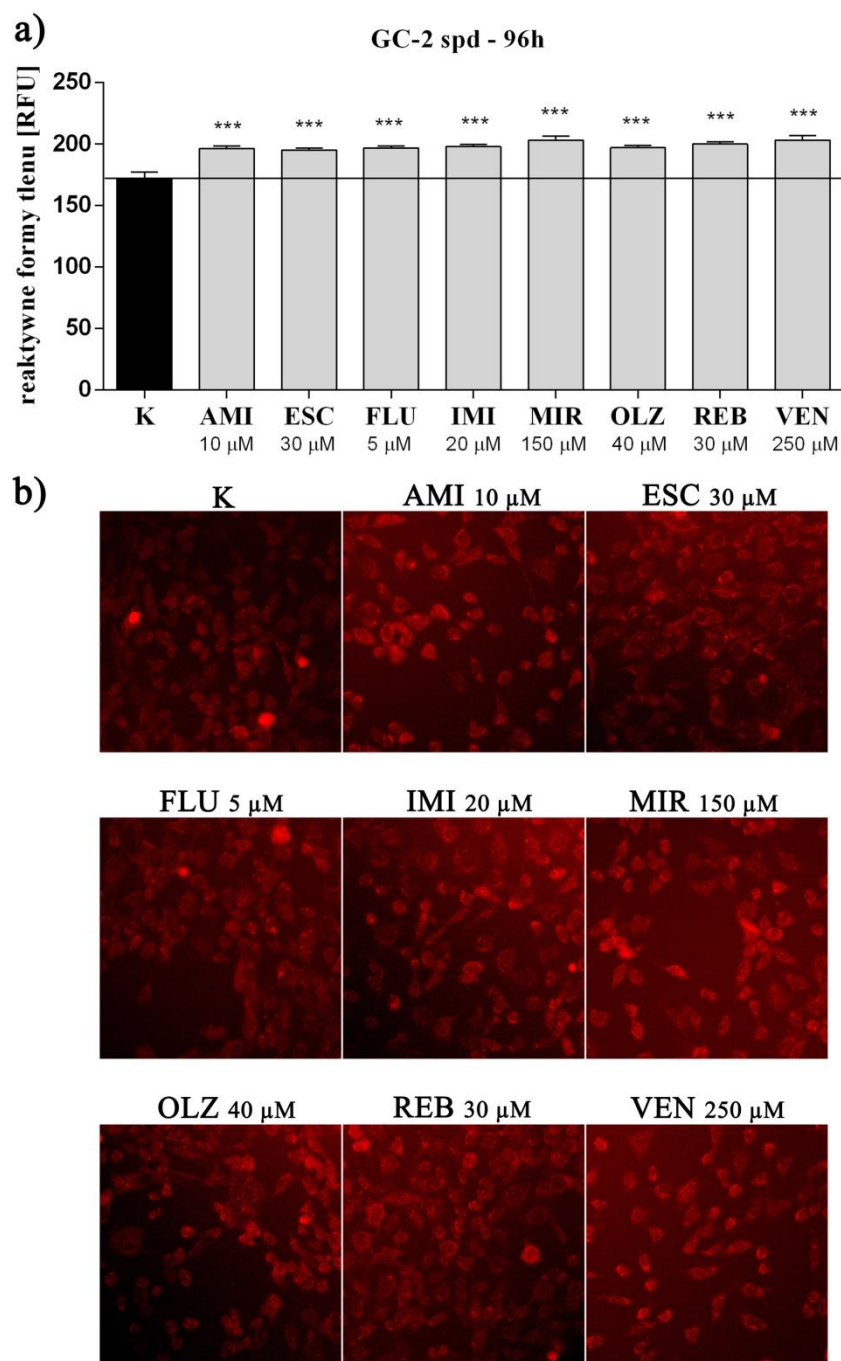 a)
GC-2 spd - 96h
reaktywne formy tlenu [RFU]
250
200
150
100
50
0
*** *** *** *** *** *** *** ***
K AMI ESC FLU IMI MIR OLZ REB VEN
10 µM 30 µM 5 µM 20 µM 150 µM 40 µM 30 µM 250 µM
b)
K AMI 10 µM ESC 30 µM
FLU 5 µM IMI 20 µM MIR 150 µM
OLZ 40 µM REB 30 µM VEN 250 µM